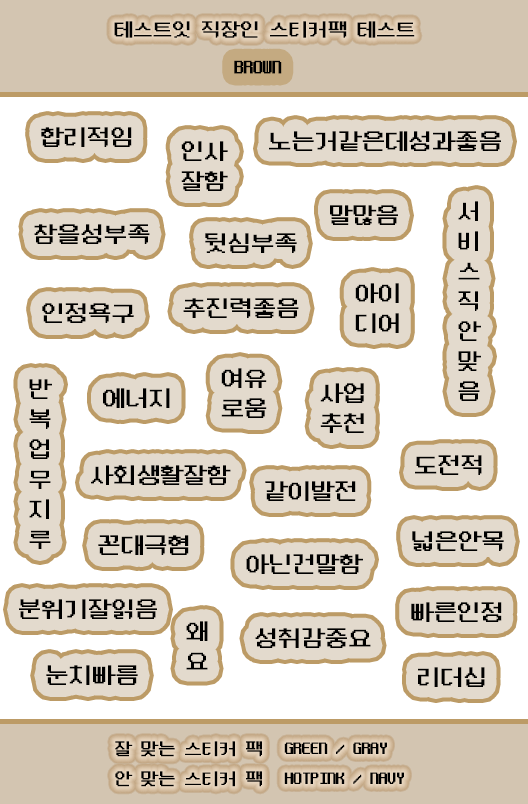 테스트잇 직장인 스티커팩 테스트
BROWN
합리적임
인사
잘함
노는거같은데성과좋음
말많음
서
비
스
직
안
맞
음
참을성부족
뒷심부족
아이
디어
인정욕구
추진력좋음
여유
로움
사업
추천
반
복
업
무
지
루
에너지
도전적
사회생활잘함
같이발전
넓은안목
꼰대극혐
아닌건말함
분위기잘읽음
빠른인정
왜
요
성취감중요
눈치빠름
리더십
잘 맞는 스티커 팩 GREEN / GRAY
안 맞는 스티커 팩 HOTPINK / NAVY